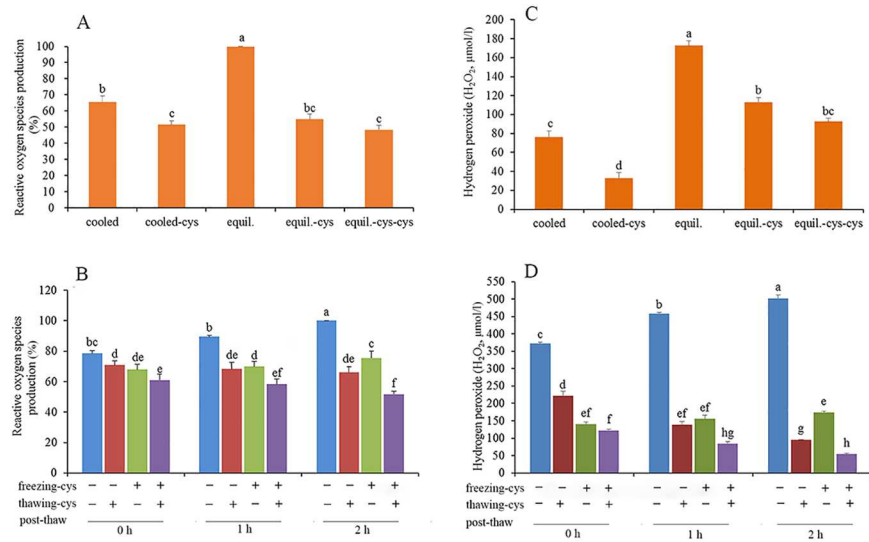 A
Reactive oxygen species production
(%)
100
90
80
70
60
50
40
30
20
10
0
b
c
a
bc
c
cooled
cooled-cys
equil.
equil.-cys
equil.-cys-cys
C
Hydrogen peroxide (H₂O₂, μmol/l)
200
180
160
140
120
100
80
60
40
20
0
c
d
a
b
bc
cooled
cooled-cys
equil.
equil.-cys
equil.-cys-cys
B
Reactive oxygen species
production (%)
120
100
80
60
40
20
0
bc
d
de
e
b
de
d
ef
a
de
c
f
freezing-cys – – + + – – + + – – + +
thawing-cys – + – + – + – + – + – +
post-thaw
0 h
1 h
2 h
D
Hydrogen peroxide (H₂O₂, μmol/l)
550
500
450
400
350
300
250
200
150
100
50
0
c
d
ef
f
b
ef
ef
hg
a
g
e
h
freezing-cys – – + + – – + + – – + +
thawing-cys – + – + – + – + – + – +
post-thaw
0 h
1 h
2 h